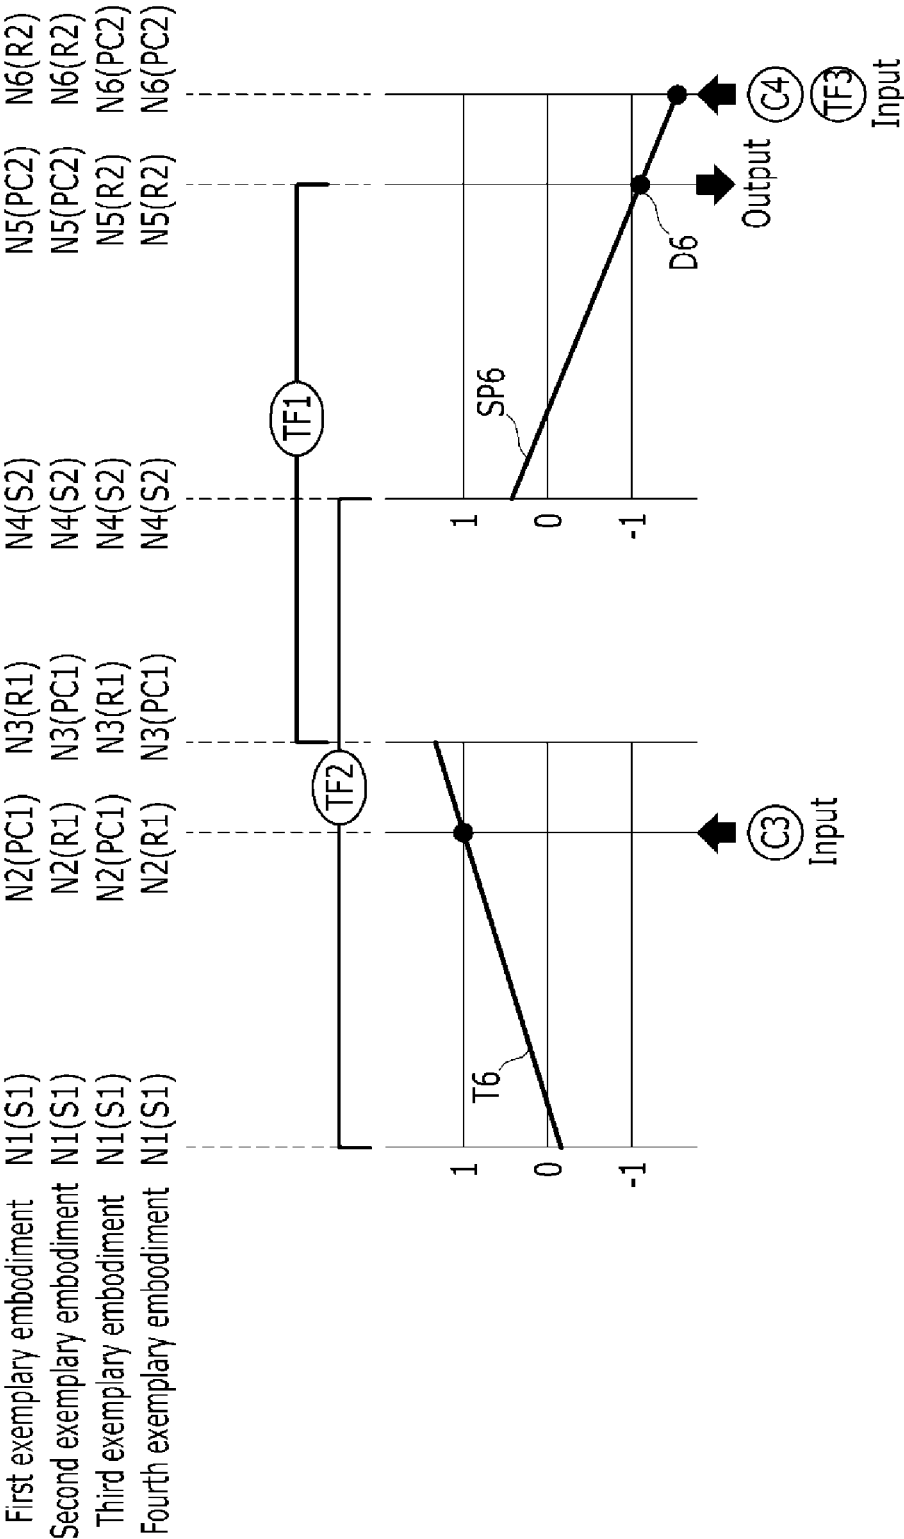 First exemplary embodiment N1(S1) N2(PC1) N3(R1) N4(S2) N5(PC2) N6(R2)
Second exemplary embodiment N1(S1) N2(R1) N3(PC1) N4(S2) N5(PC2) N6(R2)
Third exemplary embodiment N1(S1) N2(PC1) N3(R1) N4(S2) N5(R2) N6(PC2)
Fourth exemplary embodiment N1(S1) N2(R1) N3(PC1) N4(S2) N5(R2) N6(PC2)
TF1
TF2
1 1
T6 SP6
0 0
-1 -1
D6
Output
C3 C4
Input TF3
Input